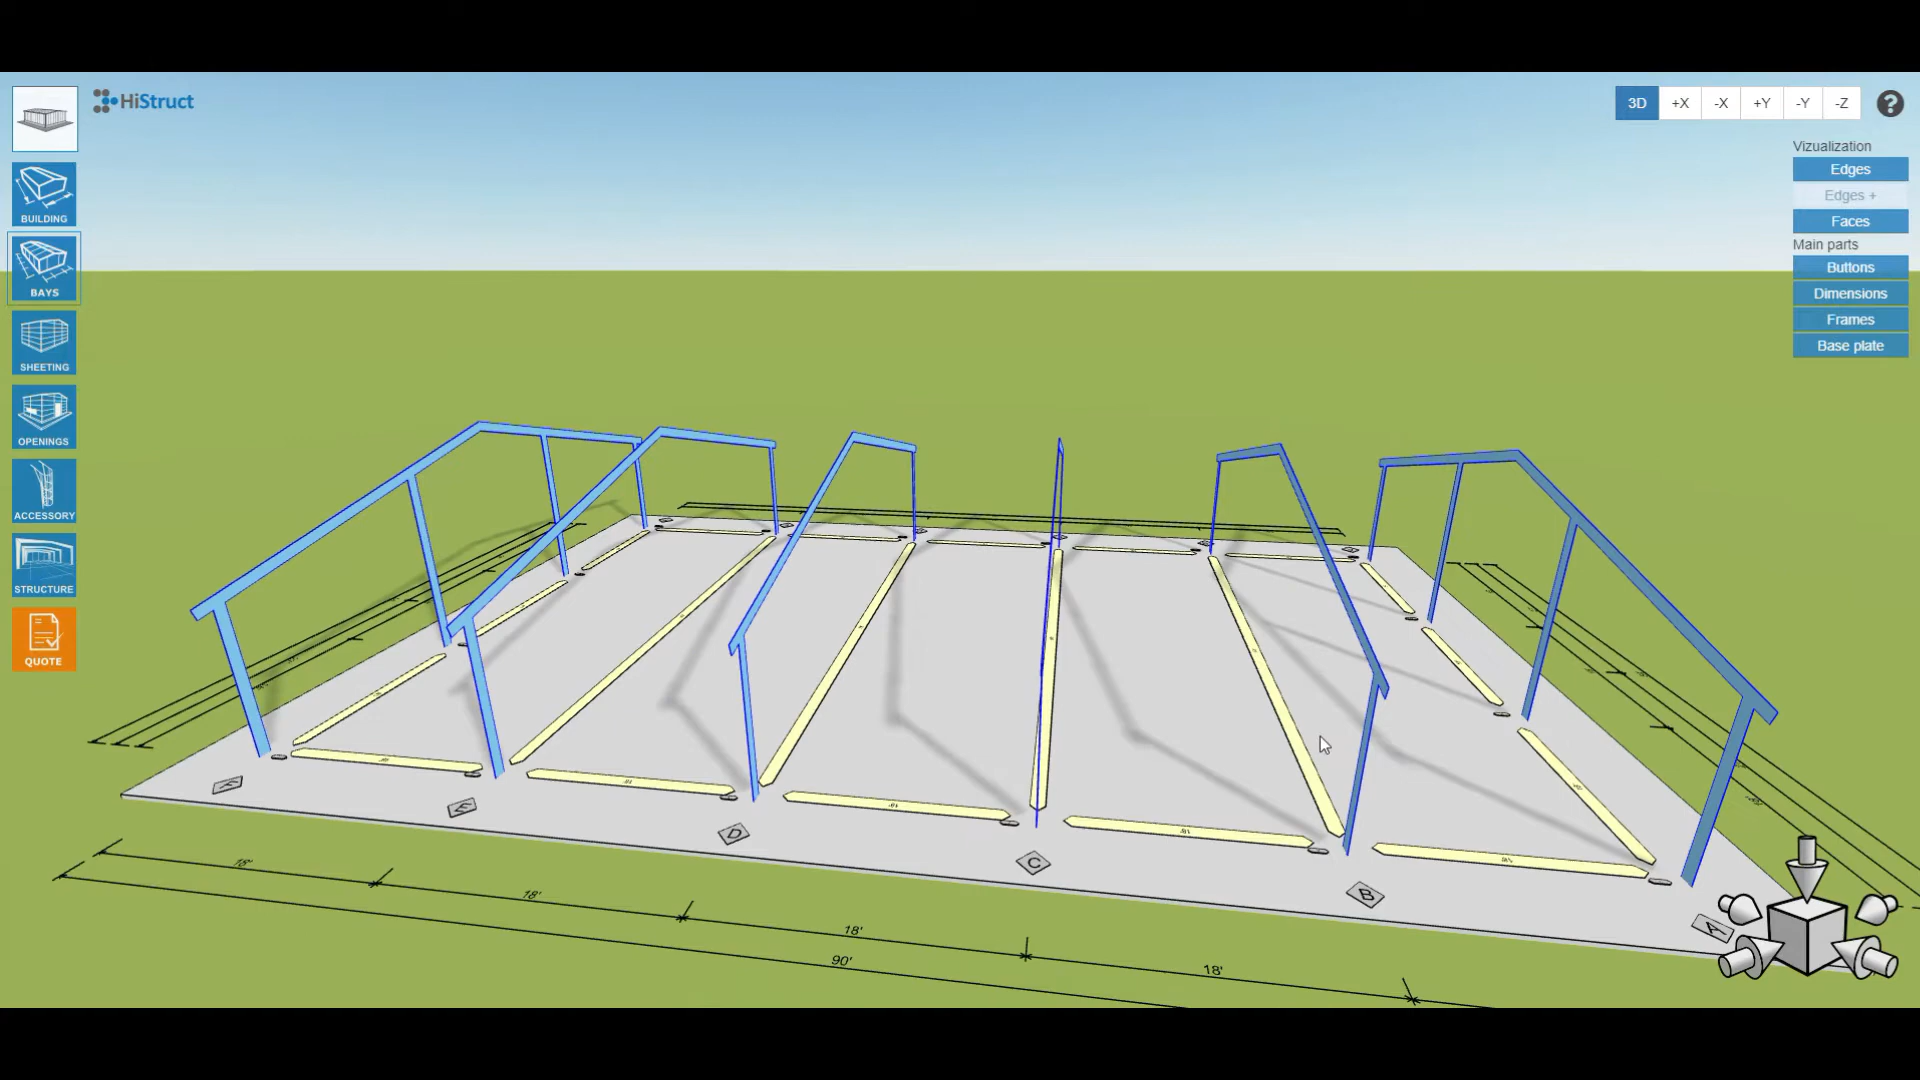 HiStruct
3D +X -X +Y -Y -Z ?
BUILDING
BAYS
SHEETING
OPENINGS
ACCESSORY
STRUCTURE
QUOTE
Vizualization
Edges
Edges +
Faces
Main parts
Buttons
Dimensions
Frames
Base plate
F
E
D
C
B
A
18'
18'
18'
18'
90'